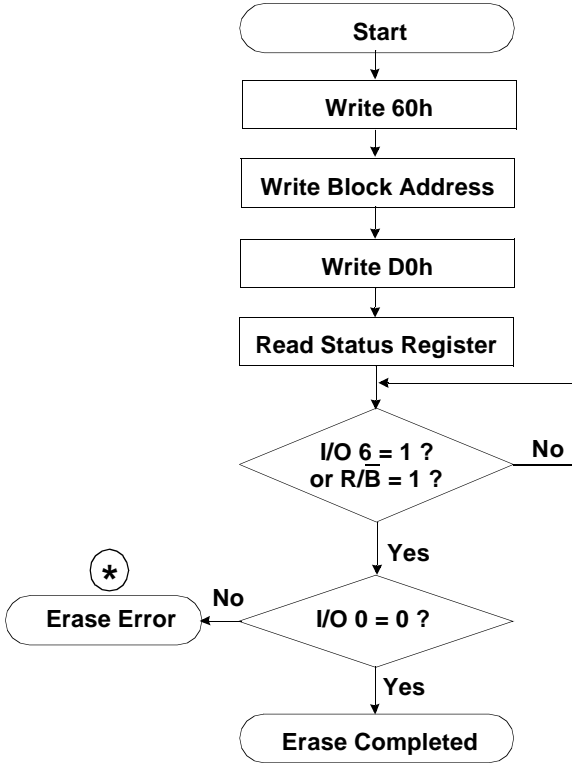 Start
Write 60h
Write Block Address
Write D0h
Read Status Register
I/O 6 = 1 ?
or R/B̅ = 1 ?
No
Yes
*
Erase Error
No
I/O 0 = 0 ?
Yes
Erase Completed